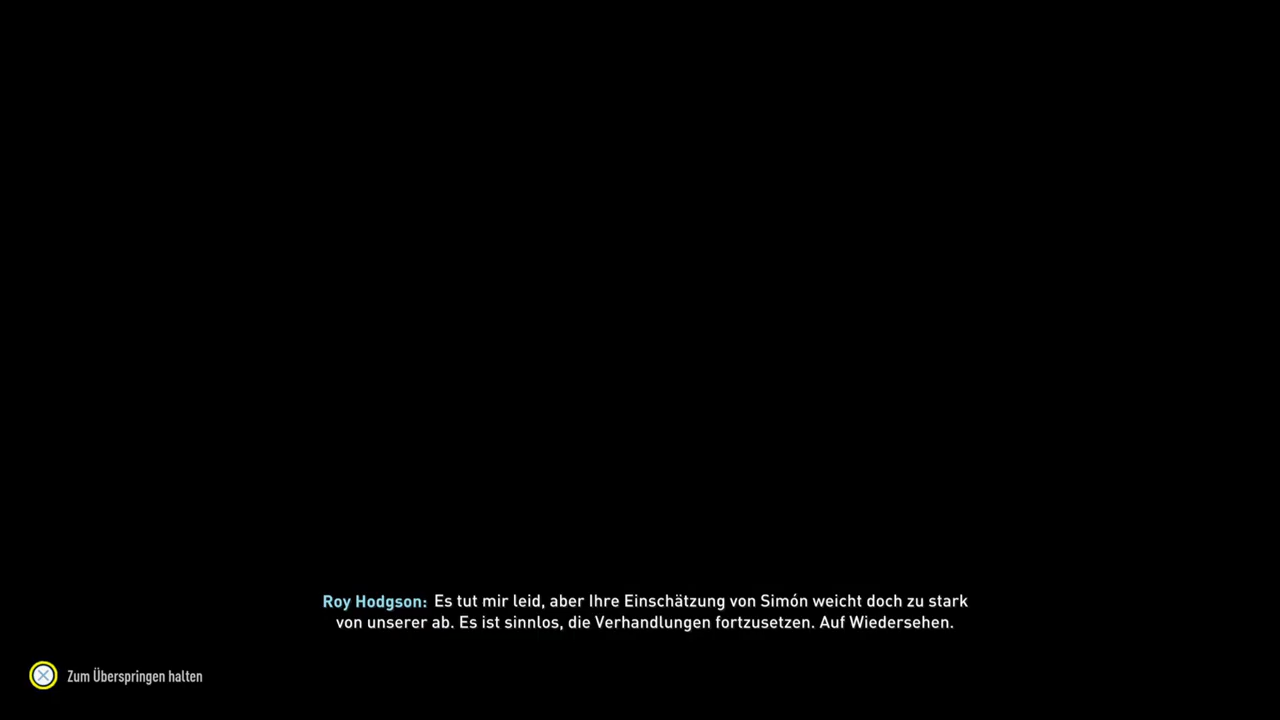 Roy Hodgson: Es tut mir leid, aber Ihre Einschätzung von Simón weicht doch zu stark
von unserer ab. Es ist sinnlos, die Verhandlungen fortzusetzen. Auf Wiedersehen.
Zum Überspringen halten